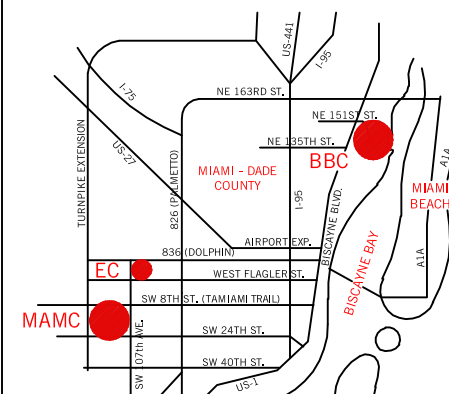 US-441
I-95
I-75
NE 163RD ST.
NE 151ST ST.
NE 135TH ST.
BBC
US-27
TURNPIKE EXTENSION
826 (PALMETTO)
MIAMI - DADE
COUNTY
I-95
BISCAYNE BLVD.
A1A
MIAMI
BEACH
AIRPORT EXP.
836 (DOLPHIN)
BISCAYNE BAY
A1A
EC
WEST FLAGLER ST.
SW 8TH ST. (TAMIAMI TRAIL)
MAMC
SW 24TH ST.
SW 107th AVE.
SW 40TH ST.
US-1